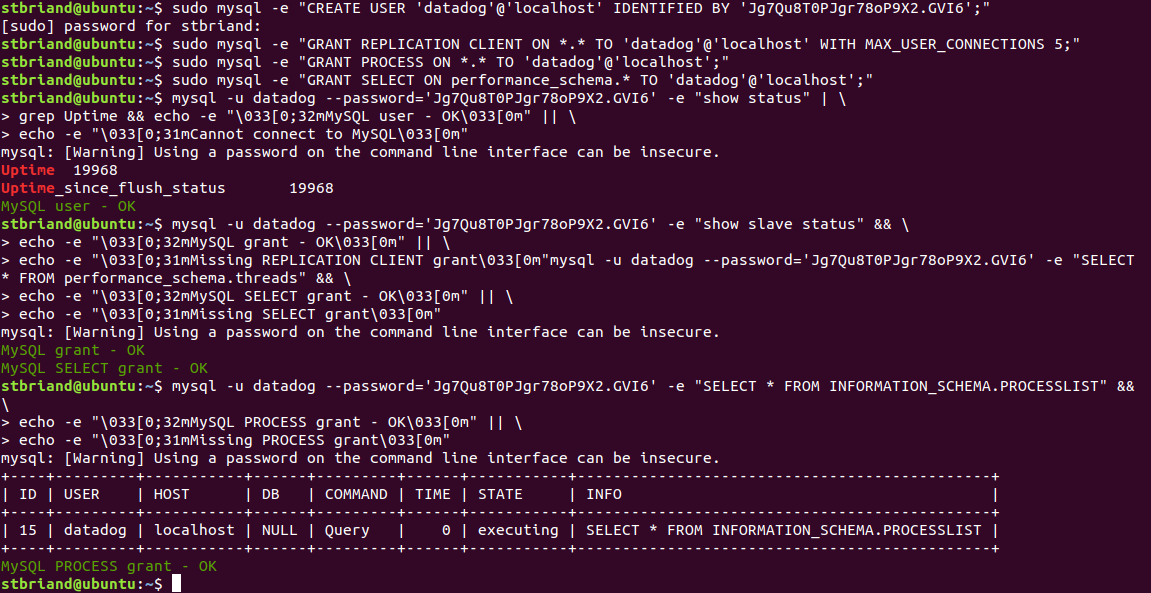 stbriand@ubuntu:~$ sudo mysql -e "CREATE USER 'datadog'@'localhost' IDENTIFIED BY 'Jg7Qu8T0PJgr78oP9X2.GVI6';"
[sudo] password for stbriand:
stbriand@ubuntu:~$ sudo mysql -e "GRANT REPLICATION CLIENT ON *.* TO 'datadog'@'localhost' WITH MAX_USER_CONNECTIONS 5;"
stbriand@ubuntu:~$ sudo mysql -e "GRANT PROCESS ON *.* TO 'datadog'@'localhost';"
stbriand@ubuntu:~$ sudo mysql -e "GRANT SELECT ON performance_schema.* TO 'datadog'@'localhost';"
stbriand@ubuntu:~$ mysql -u datadog --password='Jg7Qu8T0PJgr78oP9X2.GVI6' -e "show status" | \
> grep Uptime && echo -e "\033[0;32mMySQL user - OK\033[0m" || \
> echo -e "\033[0;31mCannot connect to MySQL\033[0m"
mysql: [Warning] Using a password on the command line interface can be insecure.
Uptime  19968
Uptime_since_flush_status       19968
MySQL user - OK
stbriand@ubuntu:~$ mysql -u datadog --password='Jg7Qu8T0PJgr78oP9X2.GVI6' -e "show slave status" && \
> echo -e "\033[0;32mMySQL grant - OK\033[0m" || \
> echo -e "\033[0;31mMissing REPLICATION CLIENT grant\033[0m"mysql -u datadog --password='Jg7Qu8T0PJgr78oP9X2.GVI6' -e "SELECT
* FROM performance_schema.threads" && \
> echo -e "\033[0;32mMySQL SELECT grant - OK\033[0m" || \
> echo -e "\033[0;31mMissing SELECT grant\033[0m"
mysql: [Warning] Using a password on the command line interface can be insecure.
MySQL grant - OK
MySQL SELECT grant - OK
stbriand@ubuntu:~$ mysql -u datadog --password='Jg7Qu8T0PJgr78oP9X2.GVI6' -e "SELECT * FROM INFORMATION_SCHEMA.PROCESSLIST" &&
\
> echo -e "\033[0;32mMySQL PROCESS grant - OK\033[0m" || \
> echo -e "\033[0;31mMissing PROCESS grant\033[0m"
mysql: [Warning] Using a password on the command line interface can be insecure.
+----+---------+-----------+------+---------+------+-----------+----------------------------------------------+
| ID | USER    | HOST      | DB   | COMMAND | TIME | STATE     | INFO                                         |
+----+---------+-----------+------+---------+------+-----------+----------------------------------------------+
| 15 | datadog | localhost | NULL | Query   |    0 | executing | SELECT * FROM INFORMATION_SCHEMA.PROCESSLIST |
+----+---------+-----------+------+---------+------+-----------+----------------------------------------------+
MySQL PROCESS grant - OK
stbriand@ubuntu:~$